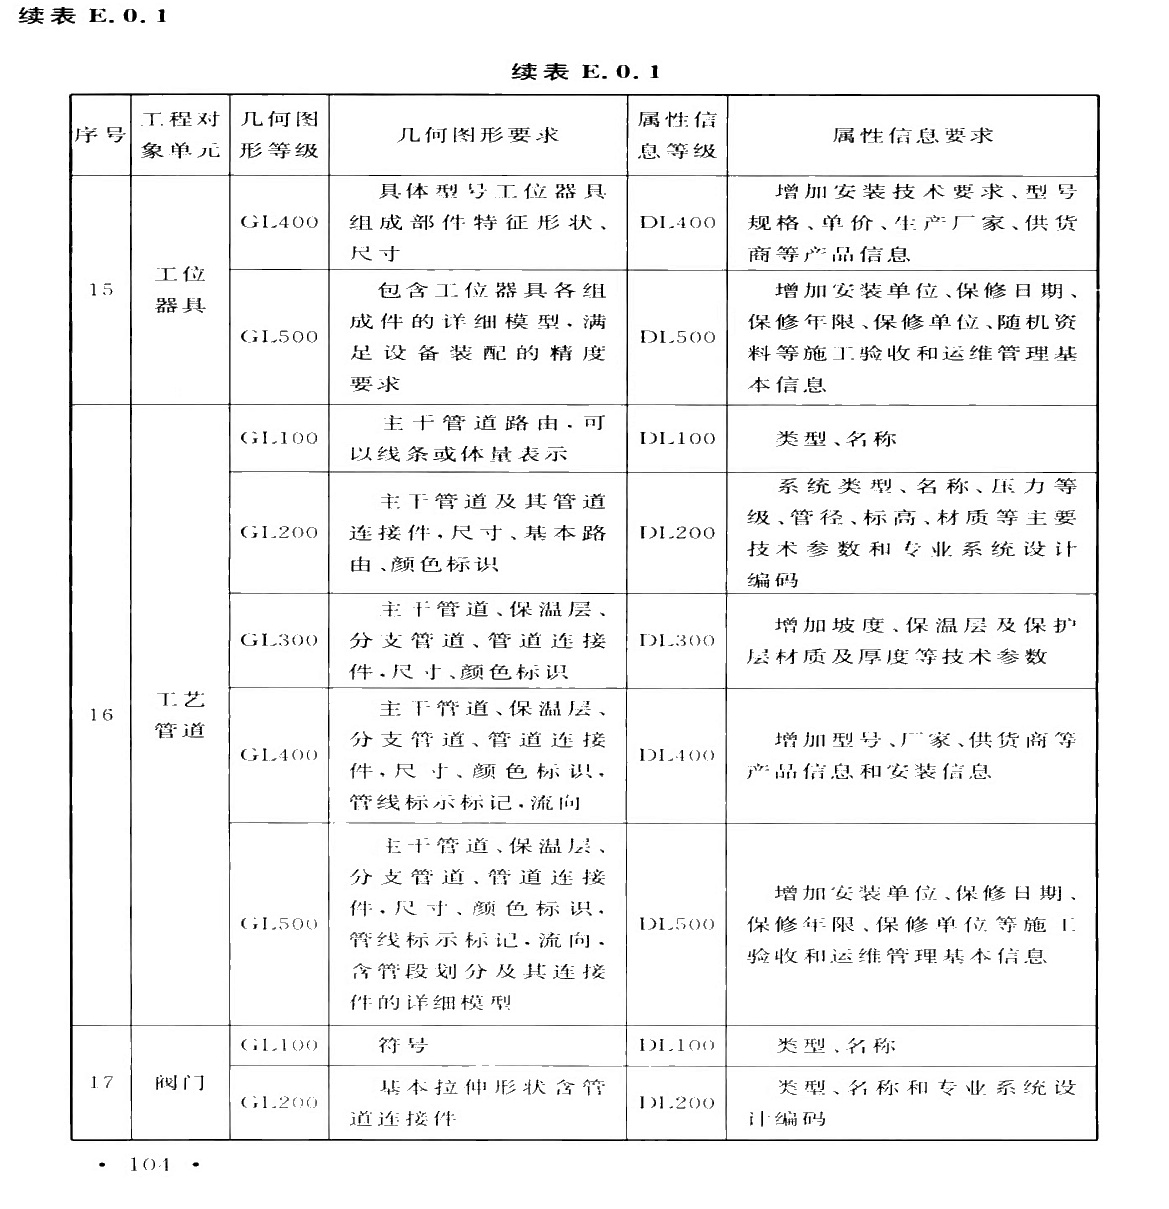 续表 E.0.1
续表 E.0.1
序号
工程对
象单元
几何图
形等级
几何图形要求
属性信
息等级
属性信息要求
15
工位
器具
GL400
具体型号工位器具
组成部件特征形状、
尺寸
DL400
增加安装技术要求、型号
规格、单价、生产厂家、供货
商等产品信息
GL500
包含工位器具各组
成件的详细模型,满
足设备装配的精度
要求
DL500
增加安装单位、保修日期、
保修年限、保修单位、随机资
料等施工验收和运维管理基
本信息
16
工艺
管道
GL100
主干管道路由,可
以线条或体量表示
DL100
类型、名称
GL200
主干管道及其管道
连接件,尺寸、基本路
由、颜色标识
DL200
系统类型、名称、压力等
级、管径、标高、材质等主要
技术参数和专业系统设计
编码
GL300
主干管道、保温层、
分支管道、管道连接
件,尺寸、颜色标识
DL300
增加坡度、保温层及保护
层材质及厚度等技术参数
GL400
主干管道、保温层、
分支管道、管道连接
件,尺寸、颜色标识,
管线标示标记,流向
DL400
增加型号、厂家、供货商等
产品信息和安装信息
GL500
主干管道、保温层、
分支管道、管道连接
件,尺寸、颜色标识,
管线标示标记,流向,
含管段划分及其连接
件的详细模型
DL500
增加安装单位、保修日期、
保修年限、保修单位等施工
验收和运维管理基本信息
17
阀门
GL100
符号
DL100
类型、名称
GL200
基本拉伸形状含管
道连接件
DL200
类型、名称和专业系统设
计编码
· 104 ·